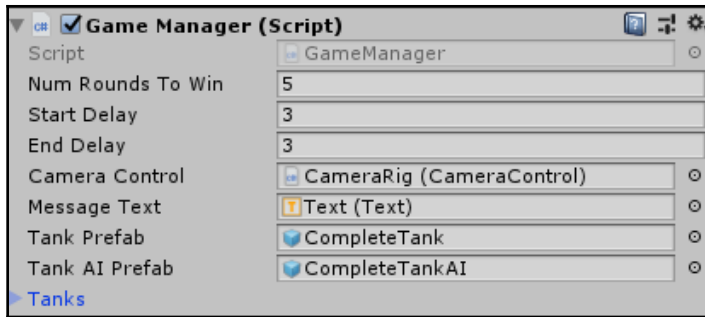 Game Manager (Script)
Script GameManager
Num Rounds To Win 5
Start Delay 3
End Delay 3
Camera Control CameraRig (CameraControl)
Message Text Text (Text)
Tank Prefab CompleteTank
Tank AI Prefab CompleteTankAI
Tanks